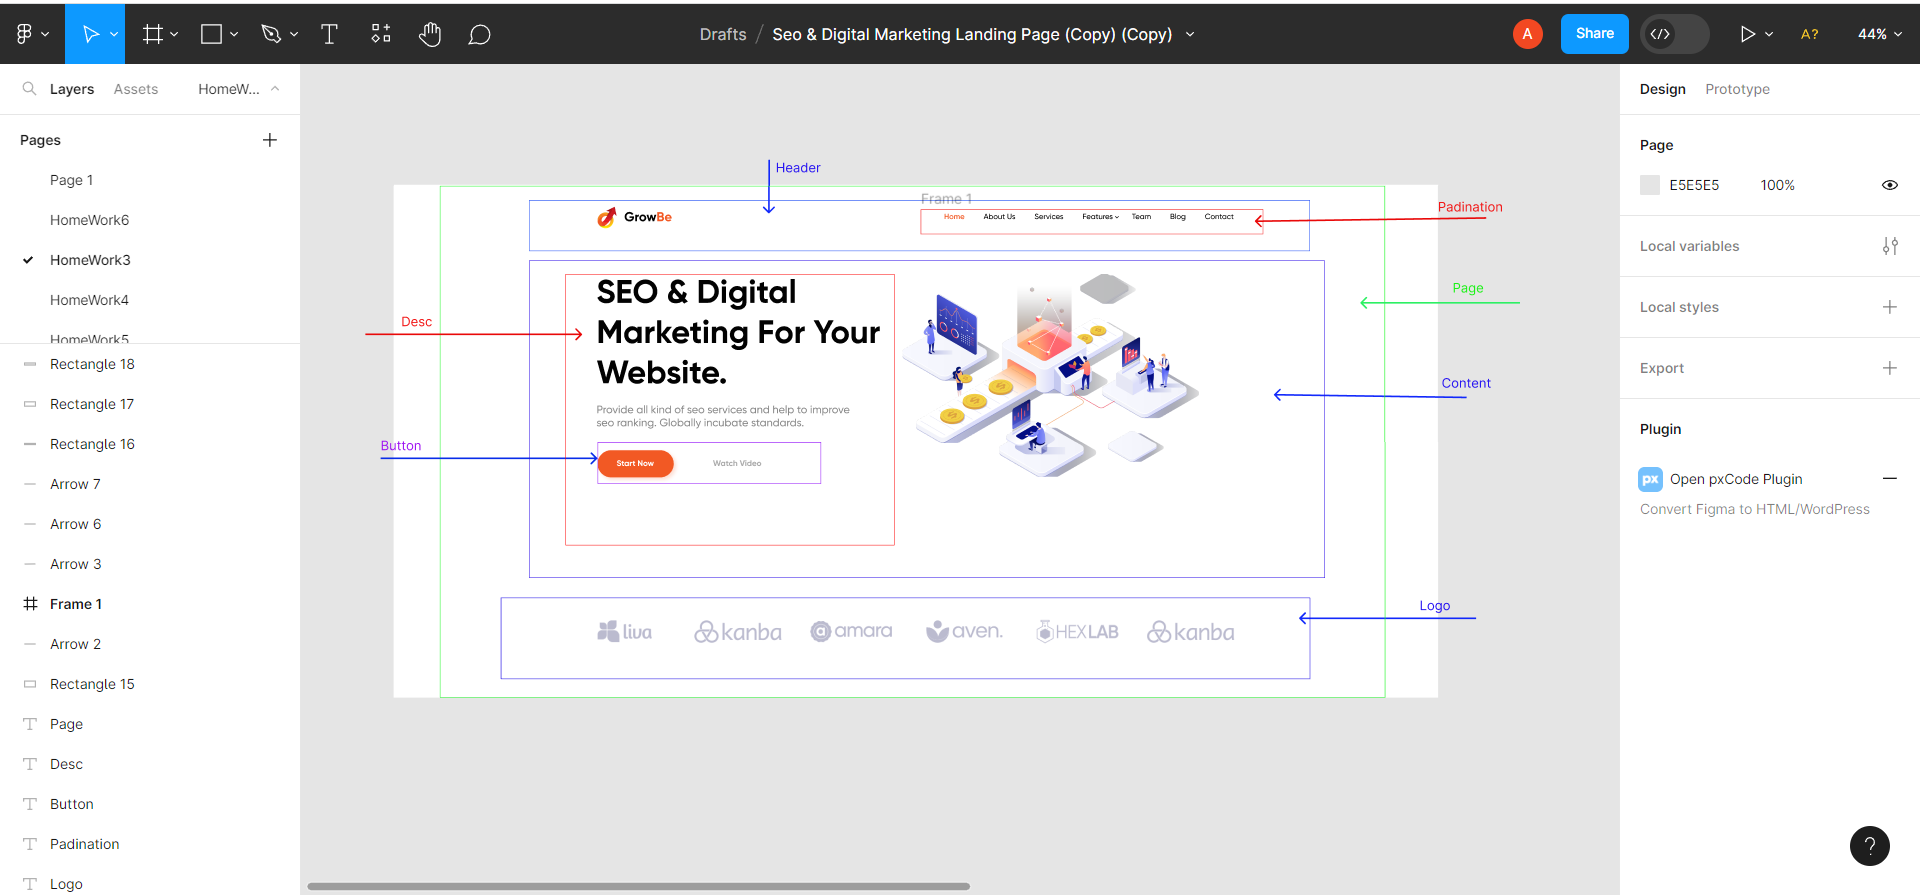 Drafts / Seo & Digital Marketing Landing Page (Copy) (Copy)
A
Share
A?
44%
Layers
Assets
HomeW...
Pages
Page 1
HomeWork6
HomeWork3
HomeWork4
HomeWork5
Rectangle 18
Rectangle 17
Rectangle 16
Arrow 7
Arrow 6
Arrow 3
Frame 1
Arrow 2
Rectangle 15
Page
Desc
Button
Padination
Logo
Header
Frame 1
GrowBe
Home
About Us
Services
Features
Team
Blog
Contact
Padination
Page
Desc
SEO & Digital
Marketing For Your
Website.
Content
Provide all kind of seo services and help to improve
seo ranking. Globally incubate standards.
Button
Start Now
Watch Video
Logo
liva
kanba
amara
aven.
HEXLAB
kanba
Design
Prototype
Page
E5E5E5
100%
Local variables
Local styles
Export
Plugin
px
Open pxCode Plugin
Convert Figma to HTML/WordPress
?